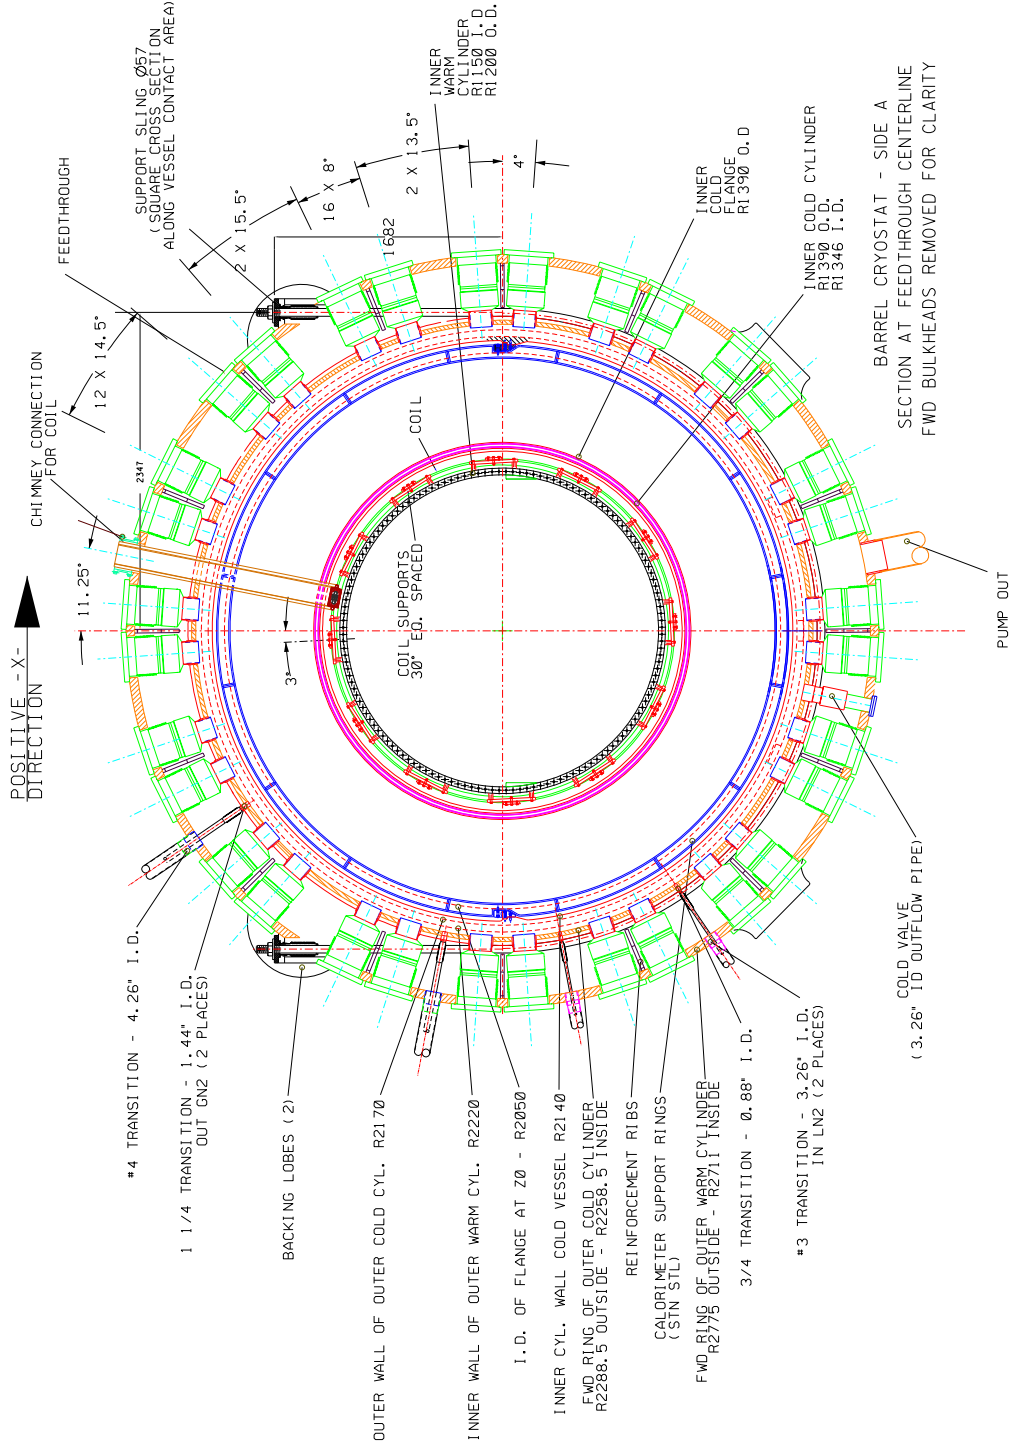 POSITIVE -X-
DIRECTION
11.25°
CHIMNEY CONNECTION
FOR COIL
12 X 14.5°
2347
FEEDTHROUGH
SUPPORT SLING Ø57
(SQUARE CROSS SECTION
ALONG VESSEL CONTACT AREA)
2 X 15.5°
16 X 8°
1682
2 X 13.5°
4°
INNER
WARM
CYLINDER
R1150 I.D
R1200 O.D.
INNER
COLD
FLANGE
R1390 O.D
INNER COLD CYLINDER
R1390 O.D.
R1346 I.D.
BARREL CRYOSTAT - SIDE A
SECTION AT FEEDTHROUGH CENTERLINE
FWD BULKHEADS REMOVED FOR CLARITY
COIL
COIL SUPPORTS
30° EQ. SPACED
3°
PUMP OUT
#4 TRANSITION - 4.26" I.D.
1 1/4 TRANSITION - 1.44" I.D.
OUT GN2 (2 PLACES)
BACKING LOBES (2)
OUTER WALL OF OUTER COLD CYL. R2170
INNER WALL OF OUTER WARM CYL. R2220
I.D. OF FLANGE AT Z0 - R2050
INNER CYL. WALL COLD VESSEL R2140
FWD RING OF OUTER COLD CYLINDER
R2288.5 OUTSIDE - R2258.5 INSIDE
REINFORCEMENT RIBS
CALORIMETER SUPPORT RINGS
(STN STL)
FWD RING OF OUTER WARM CYLINDER
R2775 OUTSIDE - R2711 INSIDE
3/4 TRANSITION - 0.88" I.D.
#3 TRANSITION - 3.26" I.D.
IN LN2 (2 PLACES)
COLD VALVE
(3.26" ID OUTFLOW PIPE)